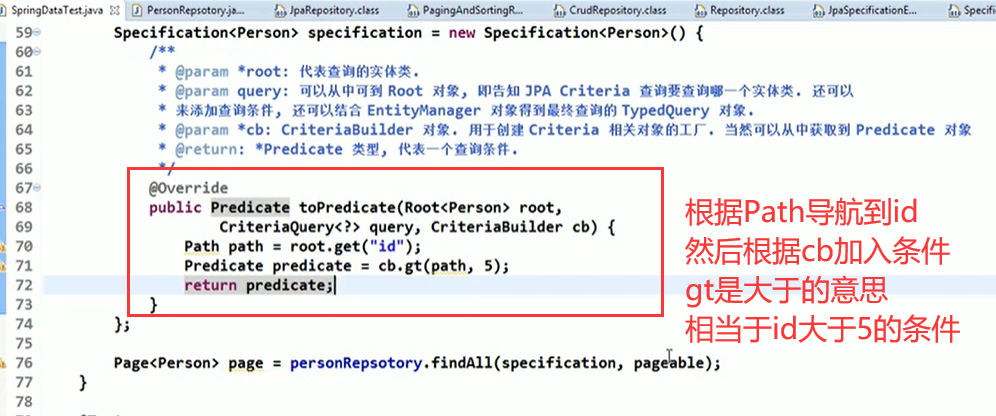 SpringDataTest.java
PersonRepsotory.ja...
JpaRepository.class
PagingAndSortingR...
CrudRepository.class
Repository.class
JpaSpecificationE...
Specifi
59 Specification<Person> specification = new Specification<Person>() {
60 /**
61 * @param *root: 代表查询的实体类.
62 * @param query: 可以从中可到 Root 对象, 即告知 JPA Criteria 查询要查询哪一个实体类. 还可以
63 * 来添加查询条件, 还可以结合 EntityManager 对象得到最终查询的 TypedQuery 对象.
64 * @param *cb: CriteriaBuilder 对象. 用于创建 Criteria 相关对象的工厂. 当然可以从中获取到 Predicate 对象
65 * @return: *Predicate 类型, 代表一个查询条件.
66 */
67 @Override
68 public Predicate toPredicate(Root<Person> root,
69 CriteriaQuery<?> query, CriteriaBuilder cb) {
70 Path path = root.get("id");
71 Predicate predicate = cb.gt(path, 5);
72 return predicate;
73 }
74 };
75
76 Page<Person> page = personRepsotory.findAll(specification, pageable);
77 }
78
根据Path导航到id
然后根据cb加入条件
gt是大于的意思
相当于id大于5的条件